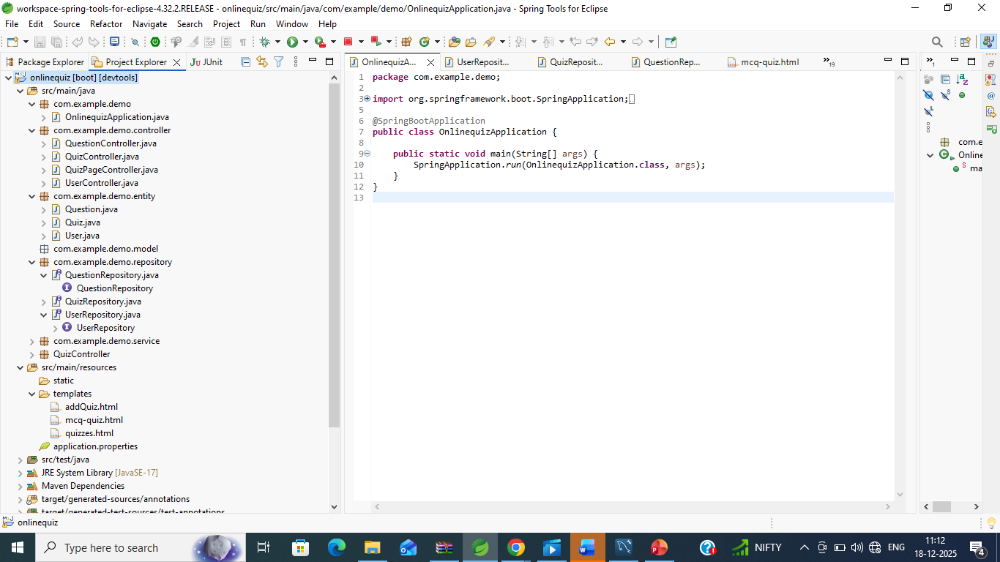 workspace-spring-tools-for-eclipse-4.32.2.RELEASE - onlinequiz/src/main/java/com/example/demo/OnlinequizApplication.java - Spring Tools for Eclipse
File Edit Source Refactor Navigate Search Project Run Window Help
Package Explorer Project Explorer JUnit
OnlinequizA... UserReposit... QuizReposit... QuestionRep... mcq-quiz.html »19
»1
onlinequiz [boot] [devtools]
src/main/java
com.example.demo
OnlinequizApplication.java
com.example.demo.controller
QuestionController.java
QuizController.java
QuizPageController.java
UserController.java
com.example.demo.entity
Question.java
Quiz.java
User.java
com.example.demo.model
com.example.demo.repository
QuestionRepository.java
QuestionRepository
QuizRepository.java
UserRepository.java
UserRepository
com.example.demo.service
QuizController
src/main/resources
static
templates
addQuiz.html
mcq-quiz.html
quizzes.html
application.properties
src/test/java
JRE System Library [JavaSE-17]
Maven Dependencies
target/generated-sources/annotations
target/generated-test-sources/test-annotations
1 package com.example.demo;
2
3 import org.springframework.boot.SpringApplication;
5
6 @SpringBootApplication
7 public class OnlinequizApplication {
8
9 public static void main(String[] args) {
10 SpringApplication.run(OnlinequizApplication.class, args);
11 }
12 }
13
com.e
Online
ma
onlinequiz
Type here to search
NIFTY
ENG
11:12
18-12-2025
4